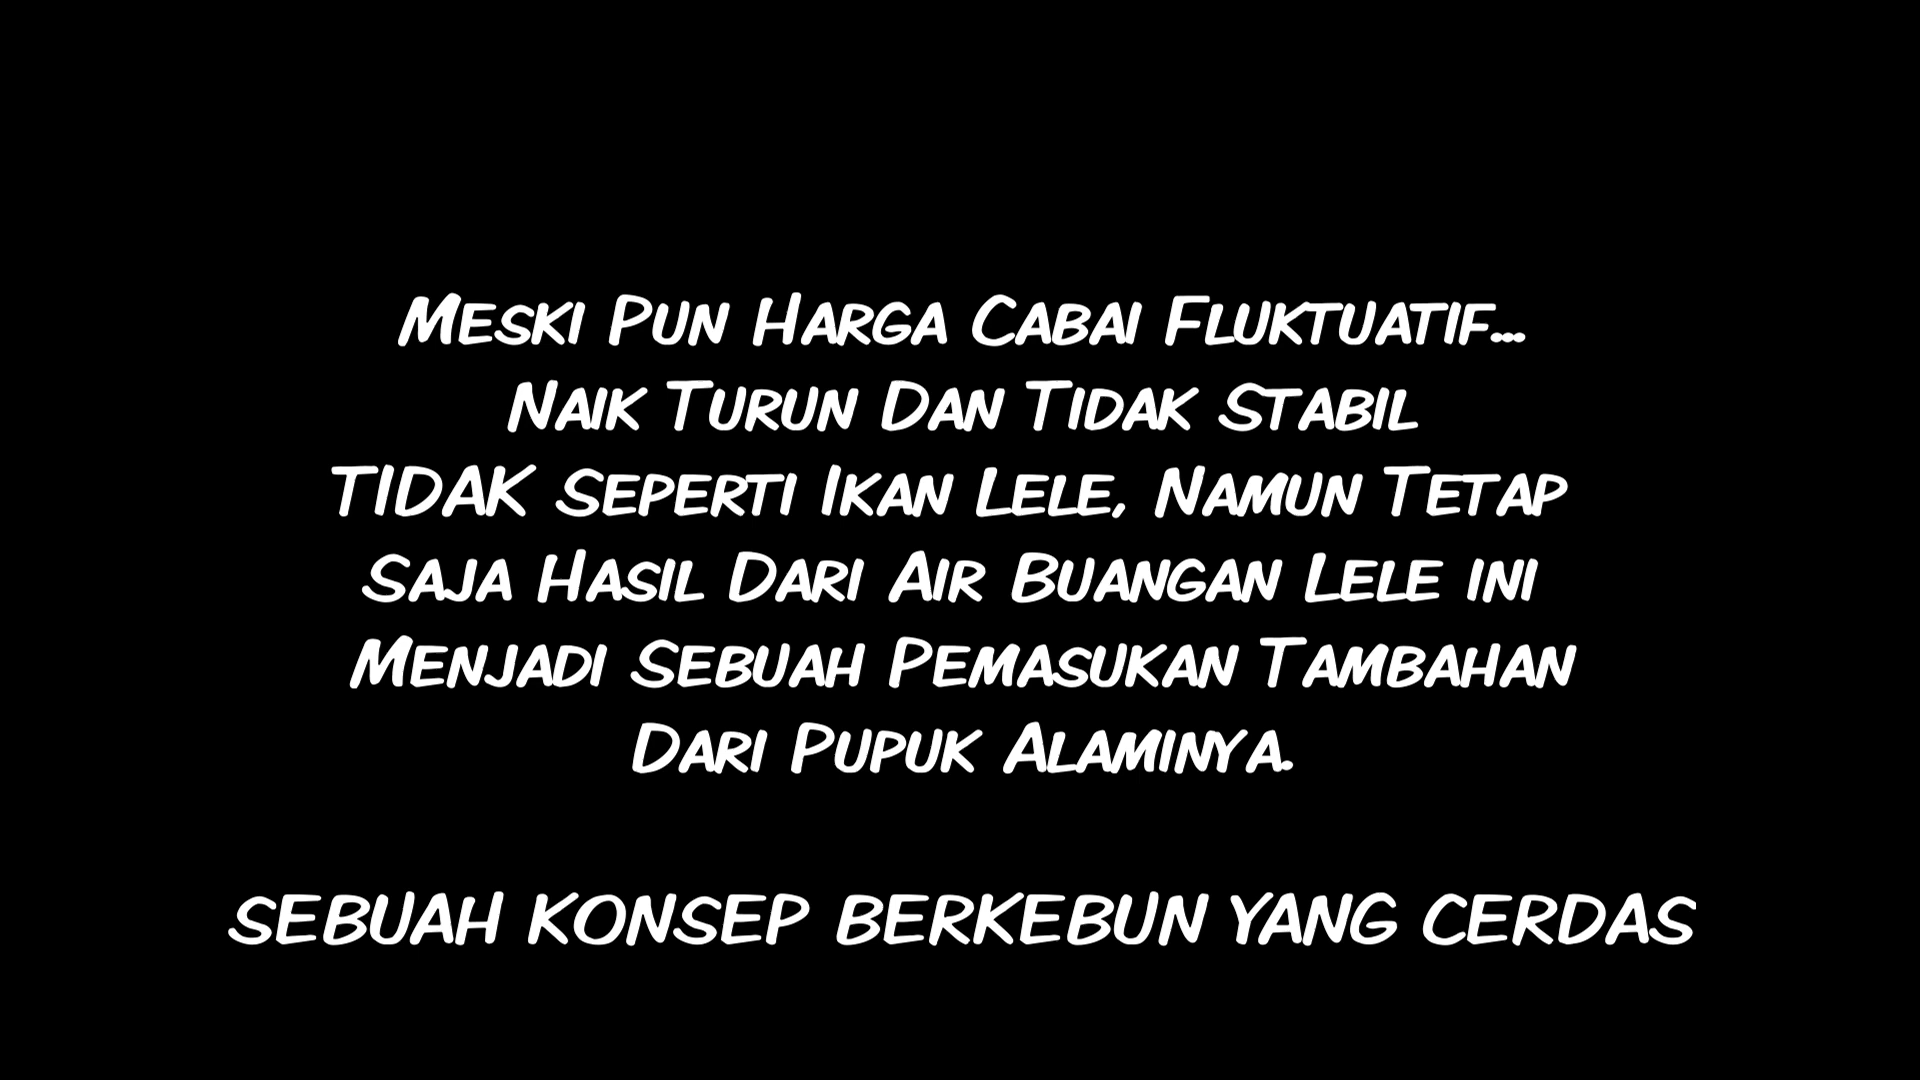 Meski Pun Harga Cabai Fluktuatif...
Naik Turun Dan Tidak Stabil
TIDAK Seperti Ikan Lele, Namun Tetap
Saja Hasil Dari Air Buangan Lele ini
Menjadi Sebuah Pemasukan Tambahan
Dari Pupuk Alaminya.
SEBUAH KONSEP BERKEBUN YANG CERDAS